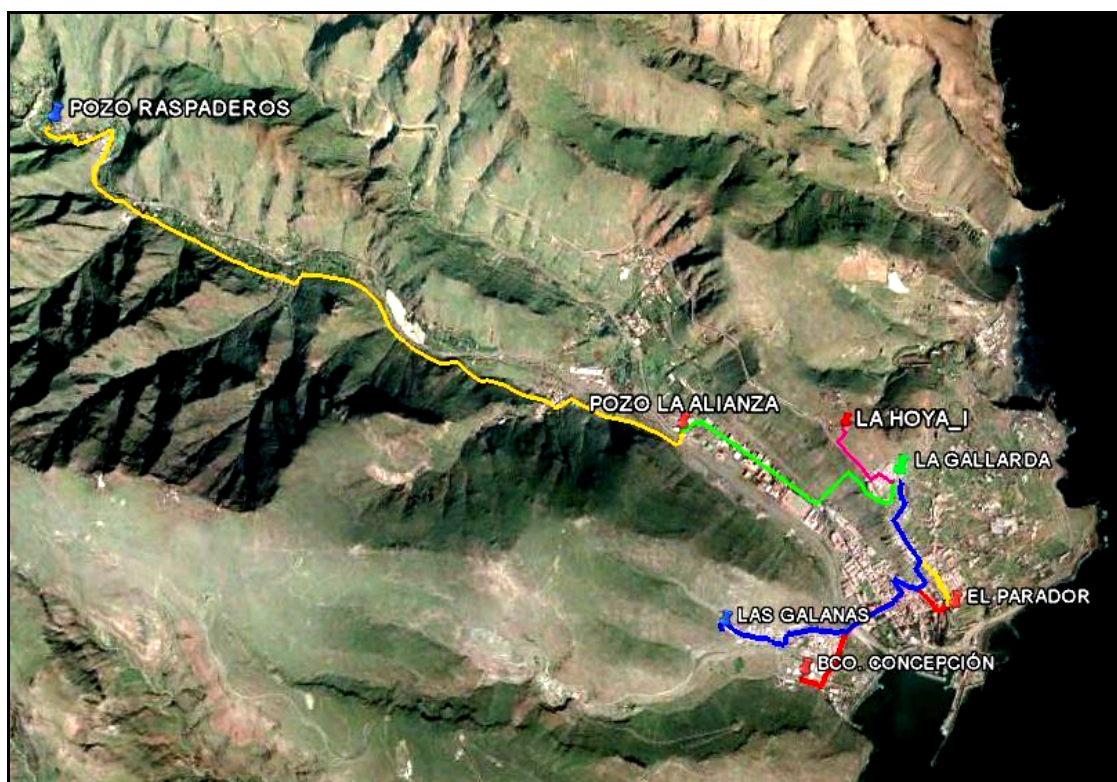 POZO RASPADEROS
POZO LA ALIANZA
LA HOYA_I
LA GALLARDA
EL PARADOR
LAS GALANAS
BCO. CONCEPCIÓN